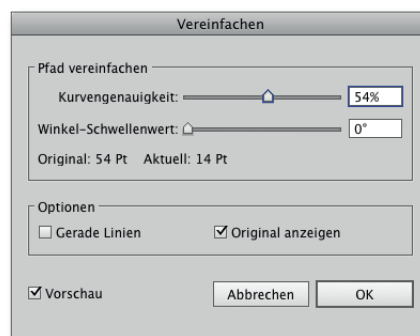 Vereinfachen
Pfad vereinfachen
Kurvengenauigkeit: 54%
Winkel-Schwellenwert: 0°
Original: 54 Pt Aktuell: 14 Pt
Optionen
Gerade Linien Original anzeigen
Vorschau Abbrechen OK